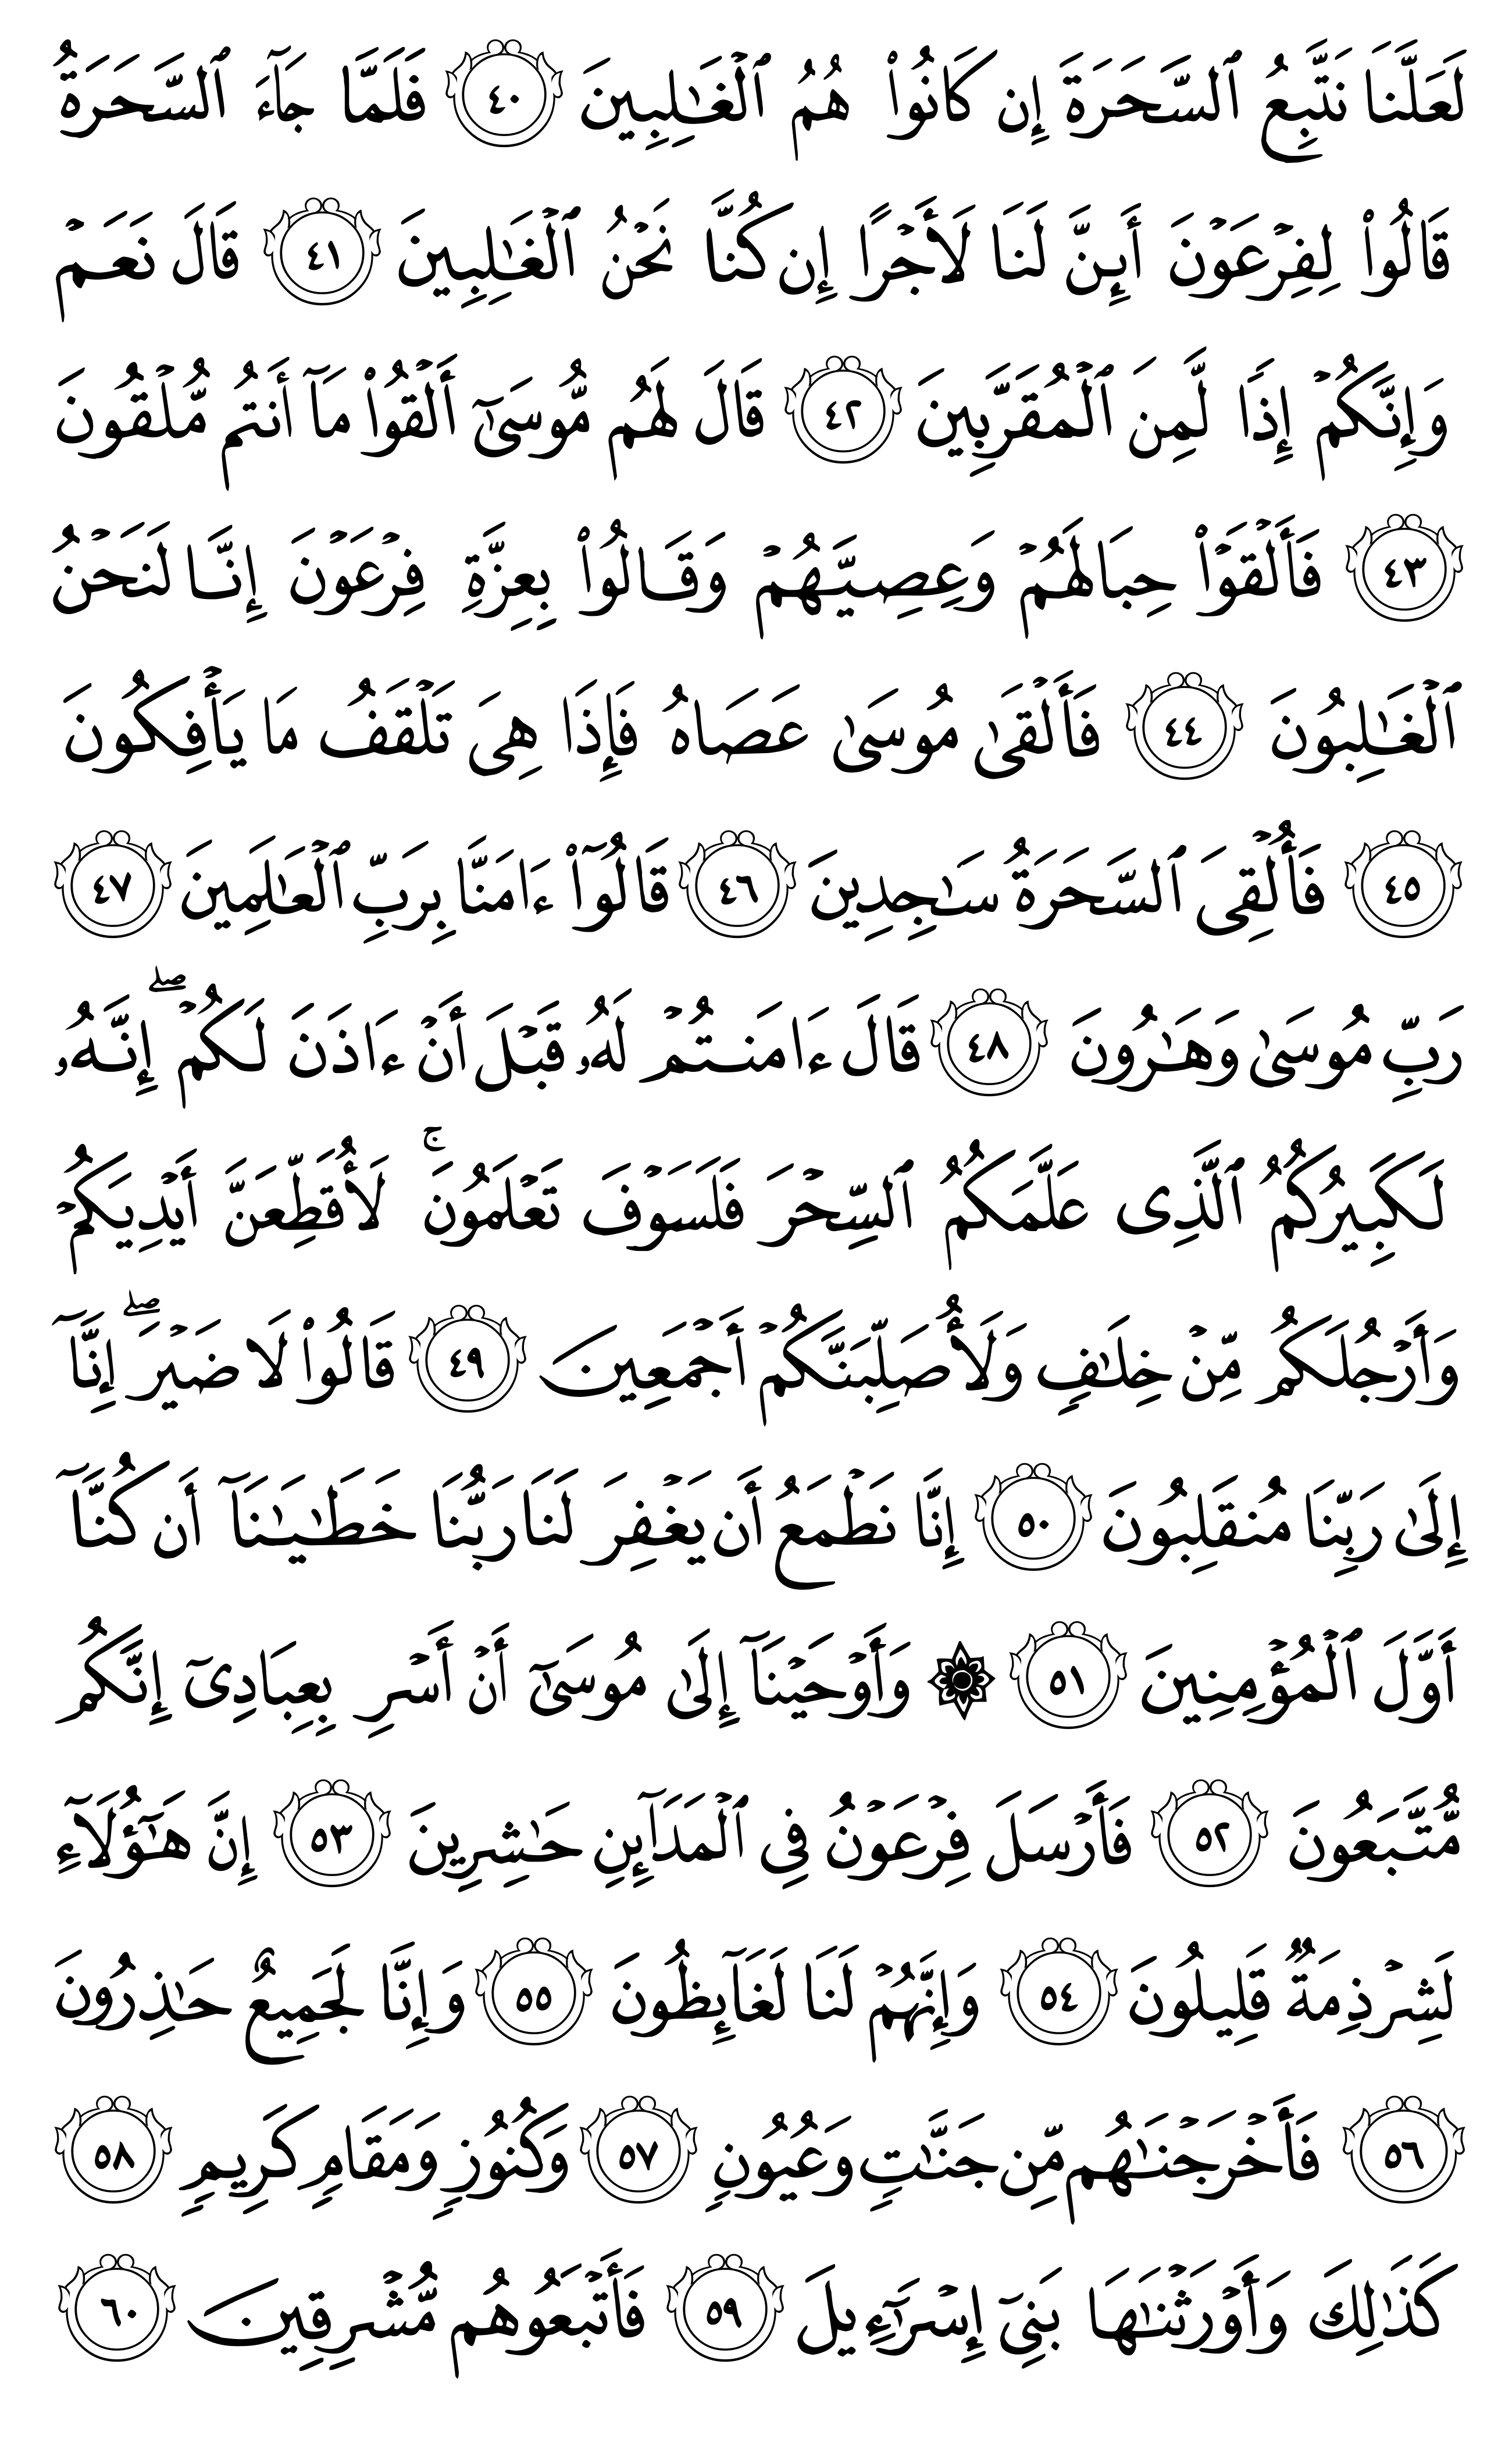 لَعَلَّنَا نَتَّبِعُ ٱلسَّحَرَةَ إِن كَانُوا۟ هُمُ ٱلْغَـٰلِبِينَ ٤٠ فَلَمَّا جَآءَ ٱلسَّحَرَةُ
قَالُوا۟ لِفِرْعَوْنَ أَئِنَّ لَنَا لَأَجْرًا إِن كُنَّا نَحْنُ ٱلْغَـٰلِبِينَ ٤١ قَالَ نَعَمْ
وَإِنَّكُمْ إِذًا لَّمِنَ ٱلْمُقَرَّبِينَ ٤٢ قَالَ لَهُم مُّوسَىٰٓ أَلْقُوا۟ مَآ أَنتُم مُّلْقُونَ
٤٣ فَأَلْقَوْا۟ حِبَالَهُمْ وَعِصِيَّهُمْ وَقَالُوا۟ بِعِزَّةِ فِرْعَوْنَ إِنَّا لَنَحْنُ
ٱلْغَـٰلِبُونَ ٤٤ فَأَلْقَىٰ مُوسَىٰ عَصَاهُ فَإِذَا هِىَ تَلْقَفُ مَا يَأْفِكُونَ
٤٥ فَأُلْقِىَ ٱلسَّحَرَةُ سَـٰجِدِينَ ٤٦ قَالُوٓا۟ ءَامَنَّا بِرَبِّ ٱلْعَـٰلَمِينَ ٤٧
رَبِّ مُوسَىٰ وَهَـٰرُونَ ٤٨ قَالَ ءَامَنتُمْ لَهُۥ قَبْلَ أَنْ ءَاذَنَ لَكُمْ ۖ إِنَّهُۥ
لَكَبِيرُكُمُ ٱلَّذِى عَلَّمَكُمُ ٱلسِّحْرَ فَلَسَوْفَ تَعْلَمُونَ ۚ لَأُقَطِّعَنَّ أَيْدِيَكُمْ
وَأَرْجُلَكُم مِّنْ خِلَـٰفٍ وَلَأُصَلِّبَنَّكُمْ أَجْمَعِينَ ٤٩ قَالُوا۟ لَا ضَيْرَ ۖ إِنَّآ
إِلَىٰ رَبِّنَا مُنقَلِبُونَ ٥٠ إِنَّا نَطْمَعُ أَن يَغْفِرَ لَنَا رَبُّنَا خَطَـٰيَـٰنَآ أَن كُنَّآ
أَوَّلَ ٱلْمُؤْمِنِينَ ٥١ ۞ وَأَوْحَيْنَآ إِلَىٰ مُوسَىٰٓ أَنْ أَسْرِ بِعِبَادِىٓ إِنَّكُم
مُّتَّبَعُونَ ٥٢ فَأَرْسَلَ فِرْعَوْنُ فِى ٱلْمَدَآئِنِ حَـٰشِرِينَ ٥٣ إِنَّ هَـٰٓؤُلَآءِ
لَشِرْذِمَةٌ قَلِيلُونَ ٥٤ وَإِنَّهُمْ لَنَا لَغَآئِظُونَ ٥٥ وَإِنَّا لَجَمِيعٌ حَـٰذِرُونَ
٥٦ فَأَخْرَجْنَـٰهُم مِّن جَنَّـٰتٍ وَعُيُونٍ ٥٧ وَكُنُوزٍ وَمَقَامٍ كَرِيمٍ ٥٨
كَذَٰلِكَ وَأَوْرَثْنَـٰهَا بَنِىٓ إِسْرَٰٓءِيلَ ٥٩ فَأَتْبَعُوهُم مُّشْرِقِينَ ٦٠